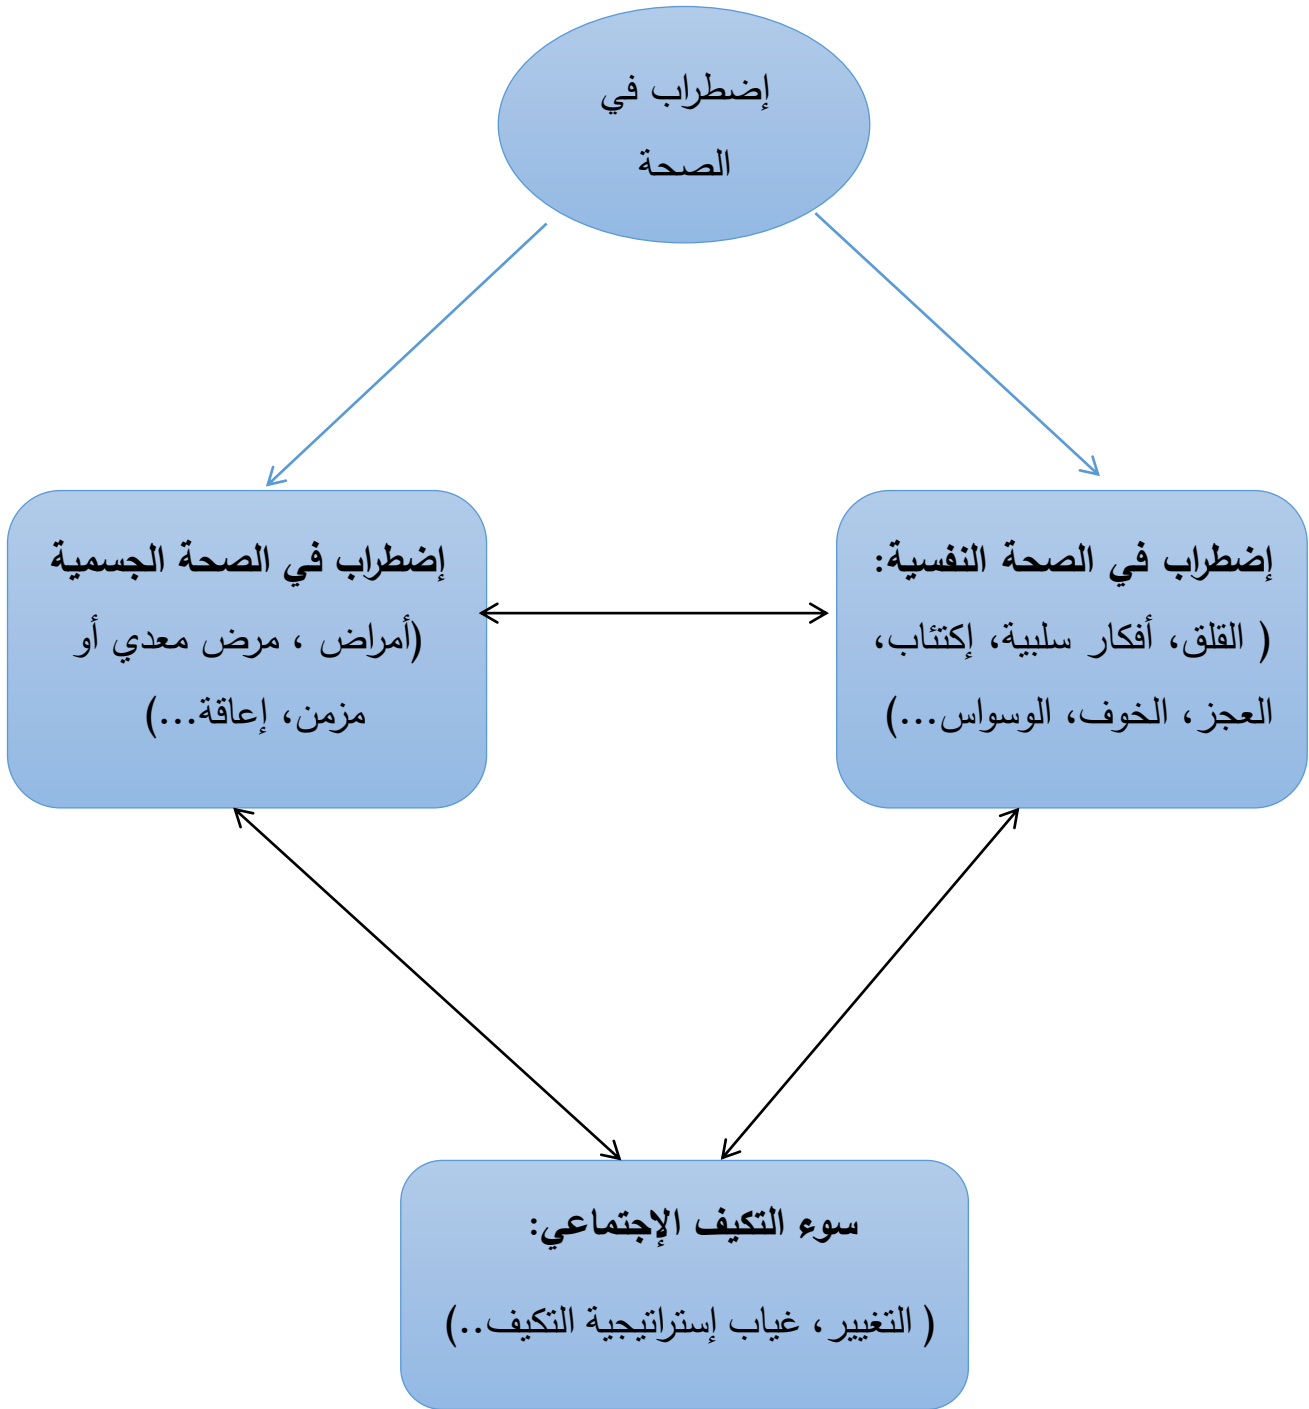 إضطراب في
الصحة
إضطراب في الصحة النفسية:
( القلق، أفكار سلبية، إكتئاب،
العجز، الخوف، الوسواس...)
إضطراب في الصحة الجسمية
(أمراض ، مرض معدي أو
مزمن، إعاقة...)
سوء التكيف الإجتماعي:
( التغيير، غياب إستراتيجية التكيف..)